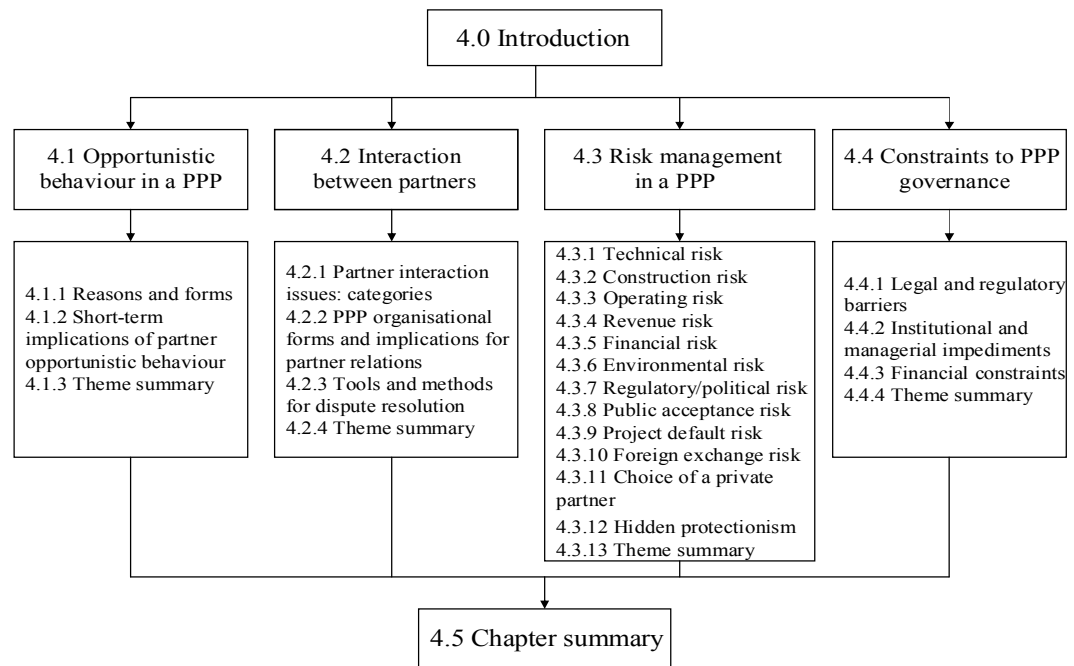 4.0 Introduction
4.1 Opportunistic
behaviour in a PPP
4.2 Interaction
between partners
4.3 Risk management
in a PPP
4.4 Constraints to PPP
governance
4.1.1 Reasons and forms
4.1.2 Short-term
implications of partner
opportunistic behaviour
4.1.3 Theme summary
4.2.1 Partner interaction
issues: categories
4.2.2 PPP organisational
forms and implications for
partner relations
4.2.3 Tools and methods
for dispute resolution
4.2.4 Theme summary
4.3.1 Technical risk
4.3.2 Construction risk
4.3.3 Operating risk
4.3.4 Revenue risk
4.3.5 Financial risk
4.3.6 Environmental risk
4.3.7 Regulatory/political risk
4.3.8 Public acceptance risk
4.3.9 Project default risk
4.3.10 Foreign exchange risk
4.3.11 Choice of a private
partner
4.3.12 Hidden protectionism
4.3.13 Theme summary
4.4.1 Legal and regulatory
barriers
4.4.2 Institutional and
managerial impediments
4.4.3 Financial constraints
4.4.4 Theme summary
4.5 Chapter summary